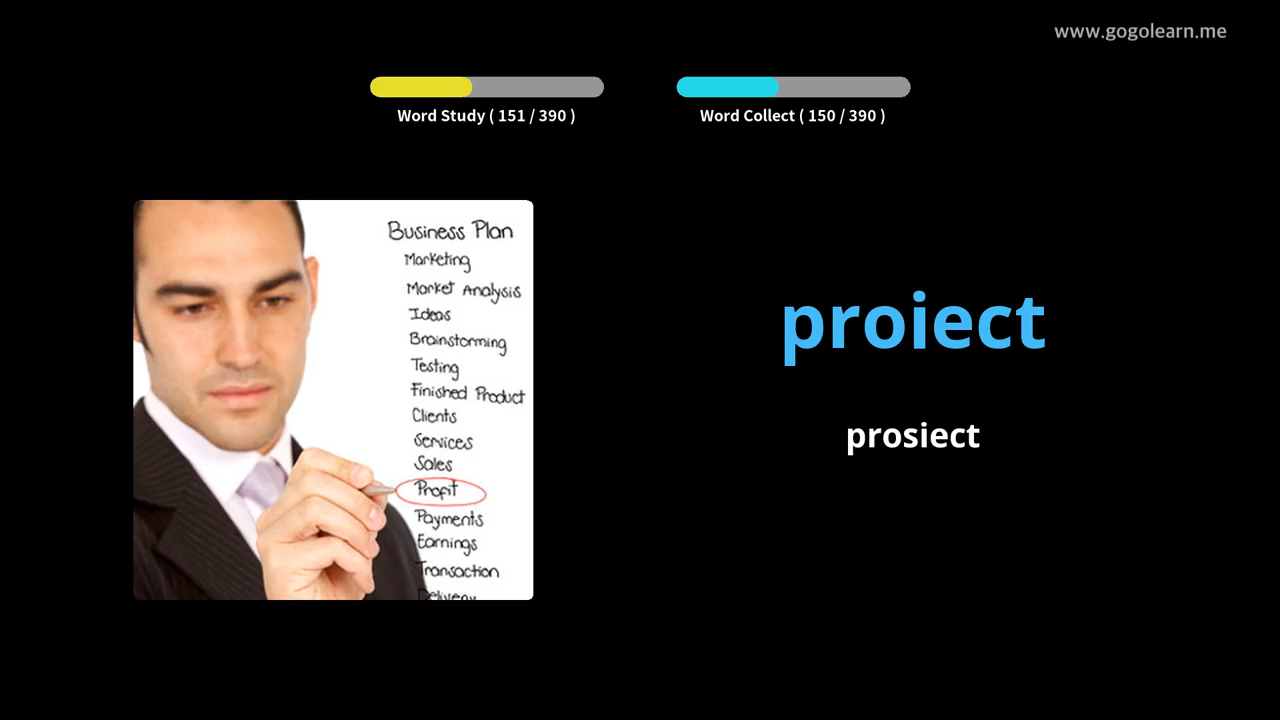 www.gogolearn.me
Word Study ( 151 / 390 )
Word Collect ( 150 / 390 )
Business Plan
Marketing
Market Analysis
Ideas
Brainstorming
Testing
Finished Product
Clients
Services
Sales
Profit
Payments
Earnings
Transaction
Delivery
proiect
prosiect